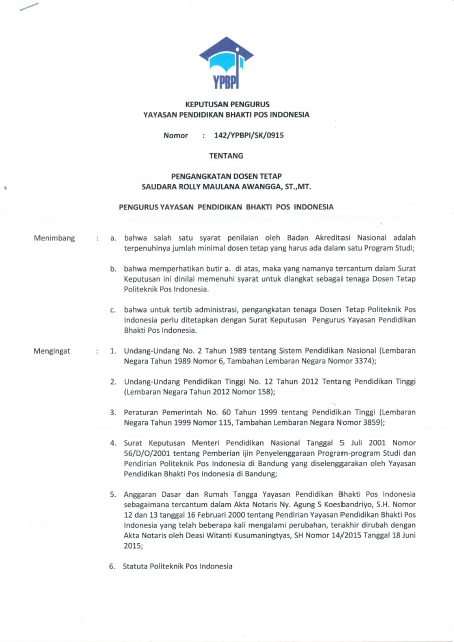 YPBPI
KEPUTUSAN PENGURUS
YAYASAN PENDIDIKAN BHAKTI POS INDONESIA
Nomor : 142/YPBPI/SK/0915
TENTANG
PENGANGKATAN DOSEN TETAP
SAUDARA ROLLY MAULANA AWANGGA, ST.,MT.
PENGURUS YAYASAN PENDIDIKAN BHAKTI POS INDONESIA
Menimbang : a. bahwa salah satu syarat penilaian oleh Badan Akreditasi Nasional adalah
terpenuhinya jumlah minimal dosen tetap yang harus ada dalam satu Program Studi;
b. bahwa memperhatikan butir a. di atas, maka yang namanya tercantum dalam Surat
Keputusan ini dinilai memenuhi syarat untuk diangkat sebagai tenaga Dosen Tetap
Politeknik Pos Indonesia.
c. bahwa untuk tertib administrasi, pengangkatan tenaga Dosen Tetap Politeknik Pos
Indonesia perlu ditetapkan dengan Surat Keputusan Pengurus Yayasan Pendidikan
Bhakti Pos Indonesia.
Mengingat : 1. Undang-Undang No. 2 Tahun 1989 tentang Sistem Pendidikan Nasional (Lembaran
Negara Tahun 1989 Nomor 6, Tambahan Lembaran Negara Nomor 3374);
2. Undang-Undang Pendidikan Tinggi No. 12 Tahun 2012 Tentang Pendidikan Tinggi
(Lembaran Negara Tahun 2012 Nomor 158);
3. Peraturan Pemerintah No. 60 Tahun 1999 tentang Pendidikan Tinggi (Lembaran
Negara Tahun 1999 Nomor 115, Tambahan Lembaran Negara Nomor 3859);
4. Surat Keputusan Menteri Pendidikan Nasional Tanggal 5 Juli 2001 Nomor
56/D/O/2001 tentang Pemberian ijin Penyelenggaraan Program-program Studi dan
Pendirian Politeknik Pos Indonesia di Bandung yang diselenggarakan oleh Yayasan
Pendidikan Bhakti Pos Indonesia di Bandung;
5. Anggaran Dasar dan Rumah Tangga Yayasan Pendidikan Bhakti Pos Indonesia
sebagaimana tercantum dalam Akta Notaris Ny. Agung S Koesbandriyo, S.H. Nomor
12 dan 13 tanggal 16 Februari 2000 tentang Pendirian Yayasan Pendidikan Bhakti Pos
Indonesia yang telah beberapa kali mengalami perubahan, terakhir dirubah dengan
Akta Notaris oleh Deasi Witanti Kusumaningtyas, SH Nomor 14/2015 Tanggal 18 Juni
2015;
6. Statuta Politeknik Pos Indonesia